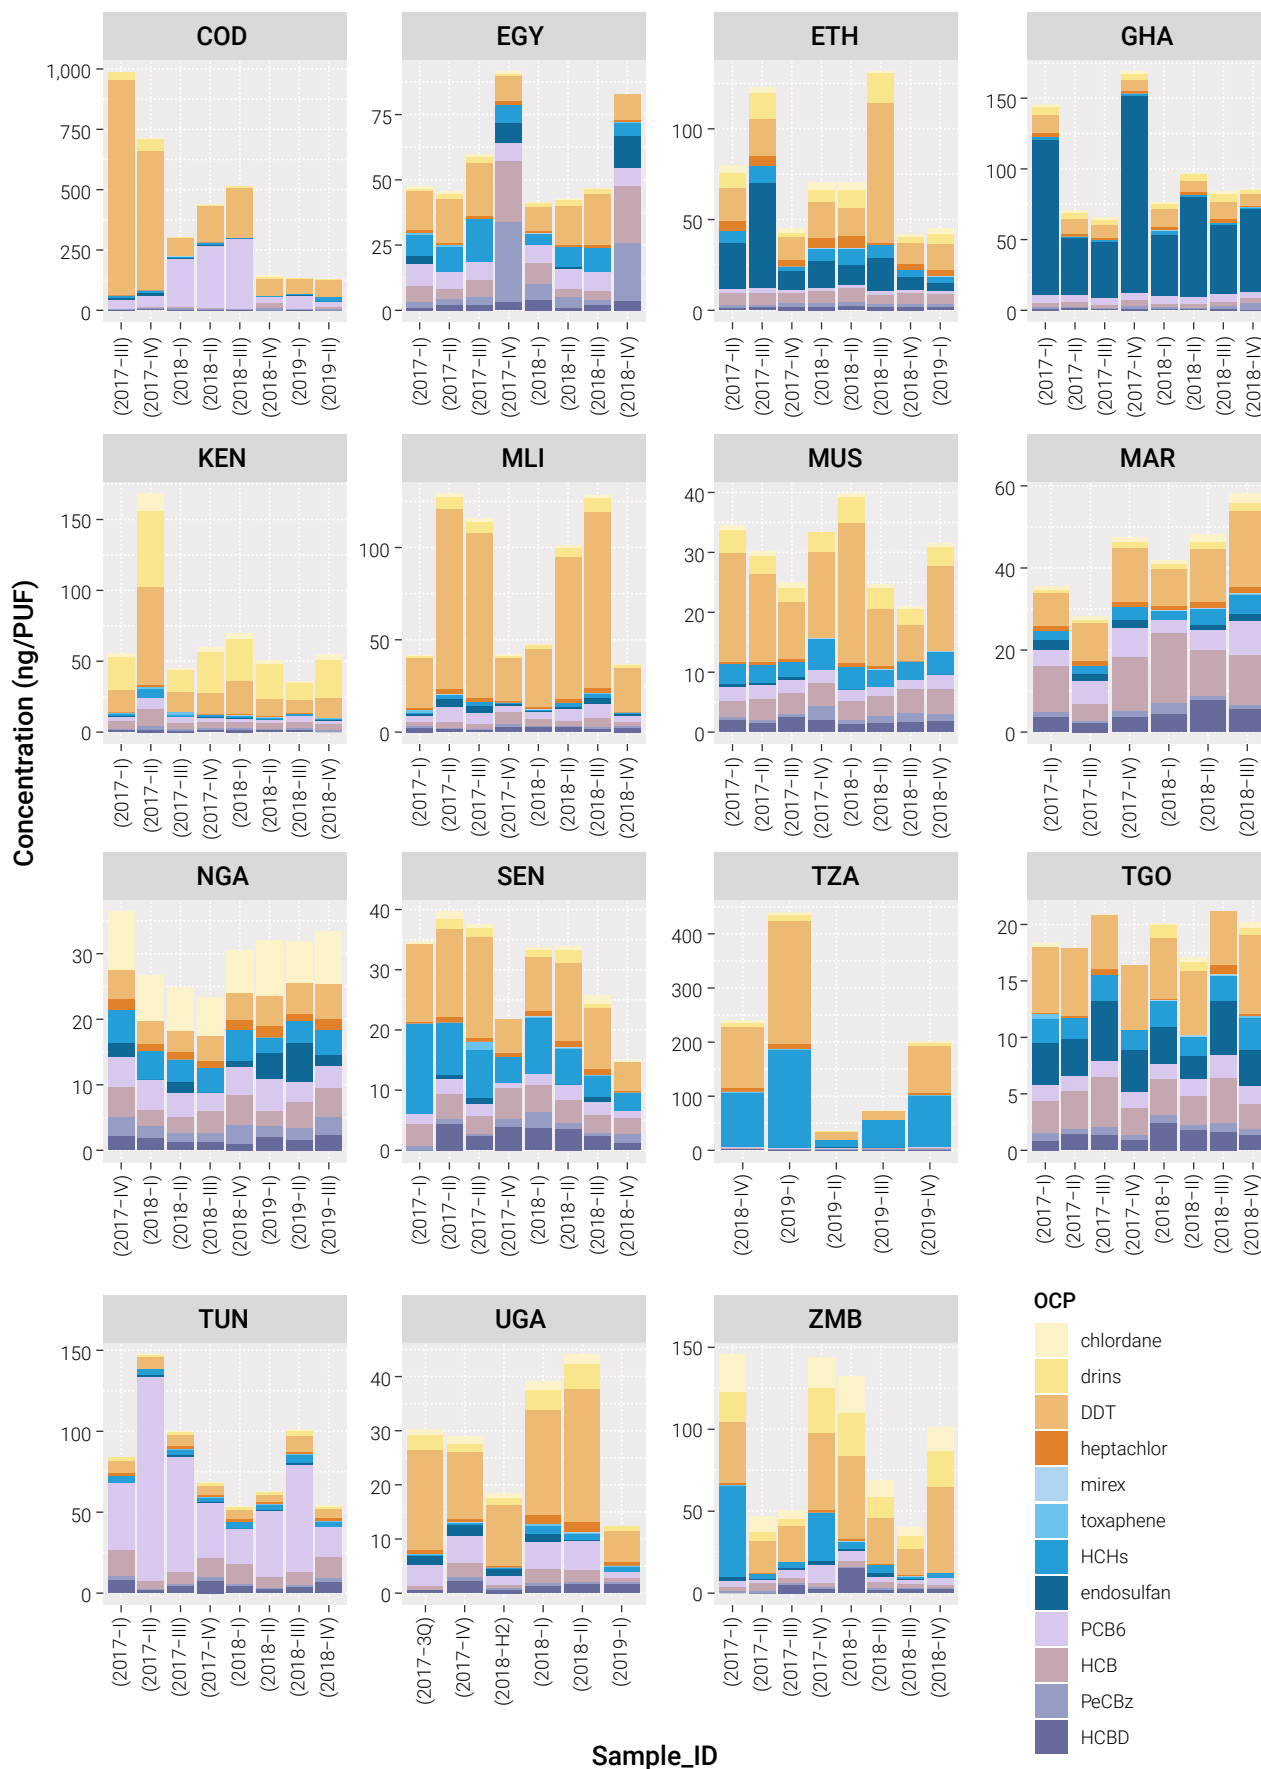 COD EGY ETH GHA
1,000
750
500
250
0
75
50
25
0
100
50
0
150
100
50
0
(2017-III) (2017-IV) (2018-I) (2018-II) (2018-III) (2018-IV) (2019-I) (2019-II)
(2017-I) (2017-II) (2017-III) (2017-IV) (2018-I) (2018-II) (2018-III) (2018-IV)
(2017-II) (2017-III) (2017-IV) (2018-I) (2018-II) (2018-III) (2018-IV) (2019-I)
(2017-I) (2017-II) (2017-III) (2017-IV) (2018-I) (2018-II) (2018-III) (2018-IV)
KEN MLI MUS MAR
150
100
50
0
100
50
0
40
30
20
10
0
60
40
20
0
(2017-I) (2017-II) (2017-III) (2017-IV) (2018-I) (2018-II) (2018-III) (2018-IV)
(2017-I) (2017-II) (2017-III) (2017-IV) (2018-I) (2018-II) (2018-III) (2018-IV)
(2017-I) (2017-II) (2017-III) (2017-IV) (2018-I) (2018-II) (2018-III) (2018-IV)
(2017-II) (2017-III) (2017-IV) (2018-I) (2018-II) (2018-III)
Concentration (ng/PUF)
NGA SEN TZA TGO
30
20
10
0
40
30
20
10
0
400
300
200
100
0
20
15
10
5
0
(2017-IV) (2018-I) (2018-II) (2018-III) (2018-IV) (2019-I) (2019-II) (2019-III)
(2017-I) (2017-II) (2017-III) (2017-IV) (2018-I) (2018-II) (2018-III) (2018-IV)
(2018-IV) (2019-I) (2019-II) (2019-III) (2019-IV)
(2017-I) (2017-II) (2017-III) (2017-IV) (2018-I) (2018-II) (2018-III) (2018-IV)
TUN UGA ZMB
150
100
50
0
40
30
20
10
0
150
100
50
0
(2017-I) (2017-II) (2017-III) (2017-IV) (2018-I) (2018-II) (2018-III) (2018-IV)
(2017-3Q) (2017-IV) (2018-H2) (2018-I) (2018-II) (2019-I)
(2017-I) (2017-II) (2017-III) (2017-IV) (2018-I) (2018-II) (2018-III) (2018-IV)
OCP
chlordane
drins
DDT
heptachlor
mirex
toxaphene
HCHs
endosulfan
PCB6
HCB
PeCBz
HCBD
Sample_ID